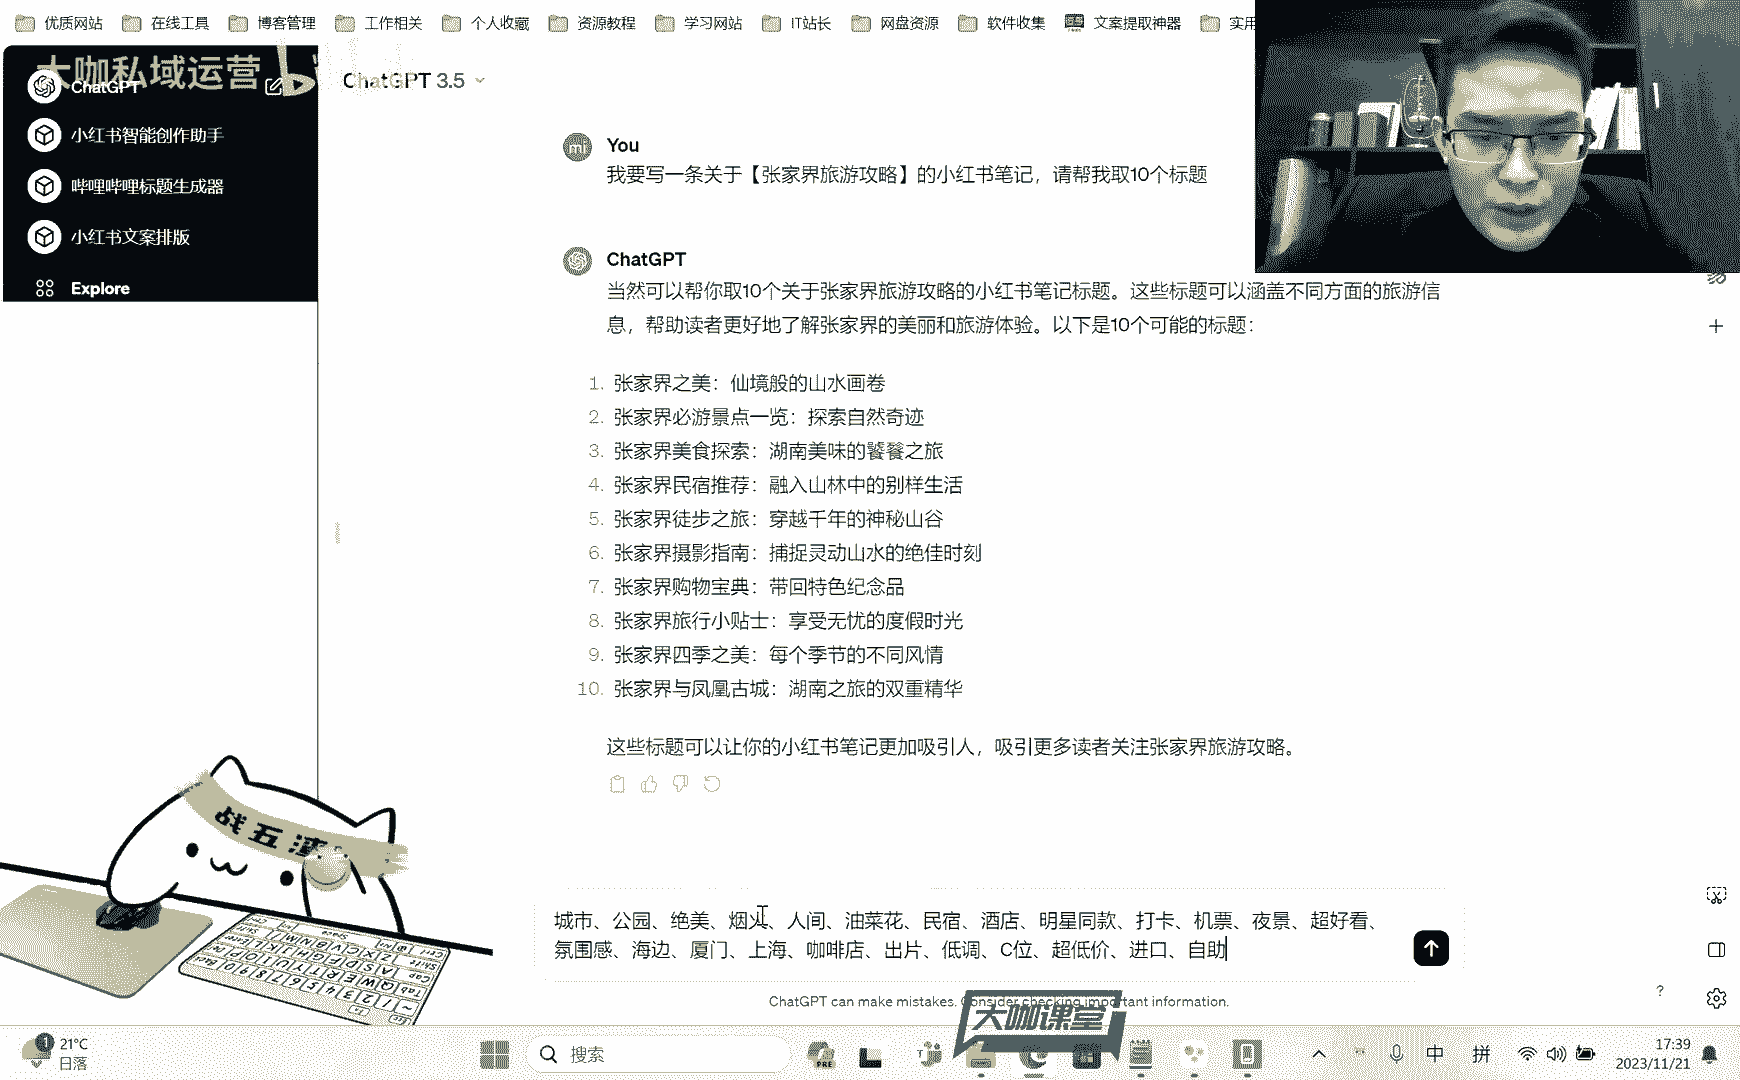 优质网站 在线工具 博客管理 工作相关 个人收藏 资源教程 学习网站 IT站长 网盘资源 软件收集 文案提取神器 实用
大咖私域运营
ChatGPT
ChatGPT 3.5
小红书智能创作助手
哔哩哔哩标题生成器
小红书文案排版
Explore
You
我要写一条关于【张家界旅游攻略】的小红书笔记，请帮我取10个标题
ChatGPT
当然可以帮你取10个关于张家界旅游攻略的小红书笔记标题。这些标题可以涵盖不同方面的旅游信
息，帮助读者更好地了解张家界的美丽和旅游体验。以下是10个可能的标题：
1. 张家界之美：仙境般的山水画卷
2. 张家界必游景点一览：探索自然奇迹
3. 张家界美食探索：湖南美味的饕餮之旅
4. 张家界民宿推荐：融入山林中的别样生活
5. 张家界徒步之旅：穿越千年的神秘山谷
6. 张家界摄影指南：捕捉灵动山水的绝佳时刻
7. 张家界购物宝典：带回特色纪念品
8. 张家界旅行小贴士：享受无忧的度假时光
9. 张家界四季之美：每个季节的不同风情
10. 张家界与凤凰古城：湖南之旅的双重精华
这些标题可以让你的小红书笔记更加吸引人，吸引更多读者关注张家界旅游攻略。
战五渣
城市、公园、绝美、烟火、人间、油菜花、民宿、酒店、明星同款、打卡、机票、夜景、超好看、
氛围感、海边、厦门、上海、咖啡店、出片、低调、C位、超低价、进口、自助
ChatGPT can make mistakes. Consider checking important information.
?
大咖课堂
1
21°C
日落
搜索
PRE
中
拼
17:39
2023/11/21